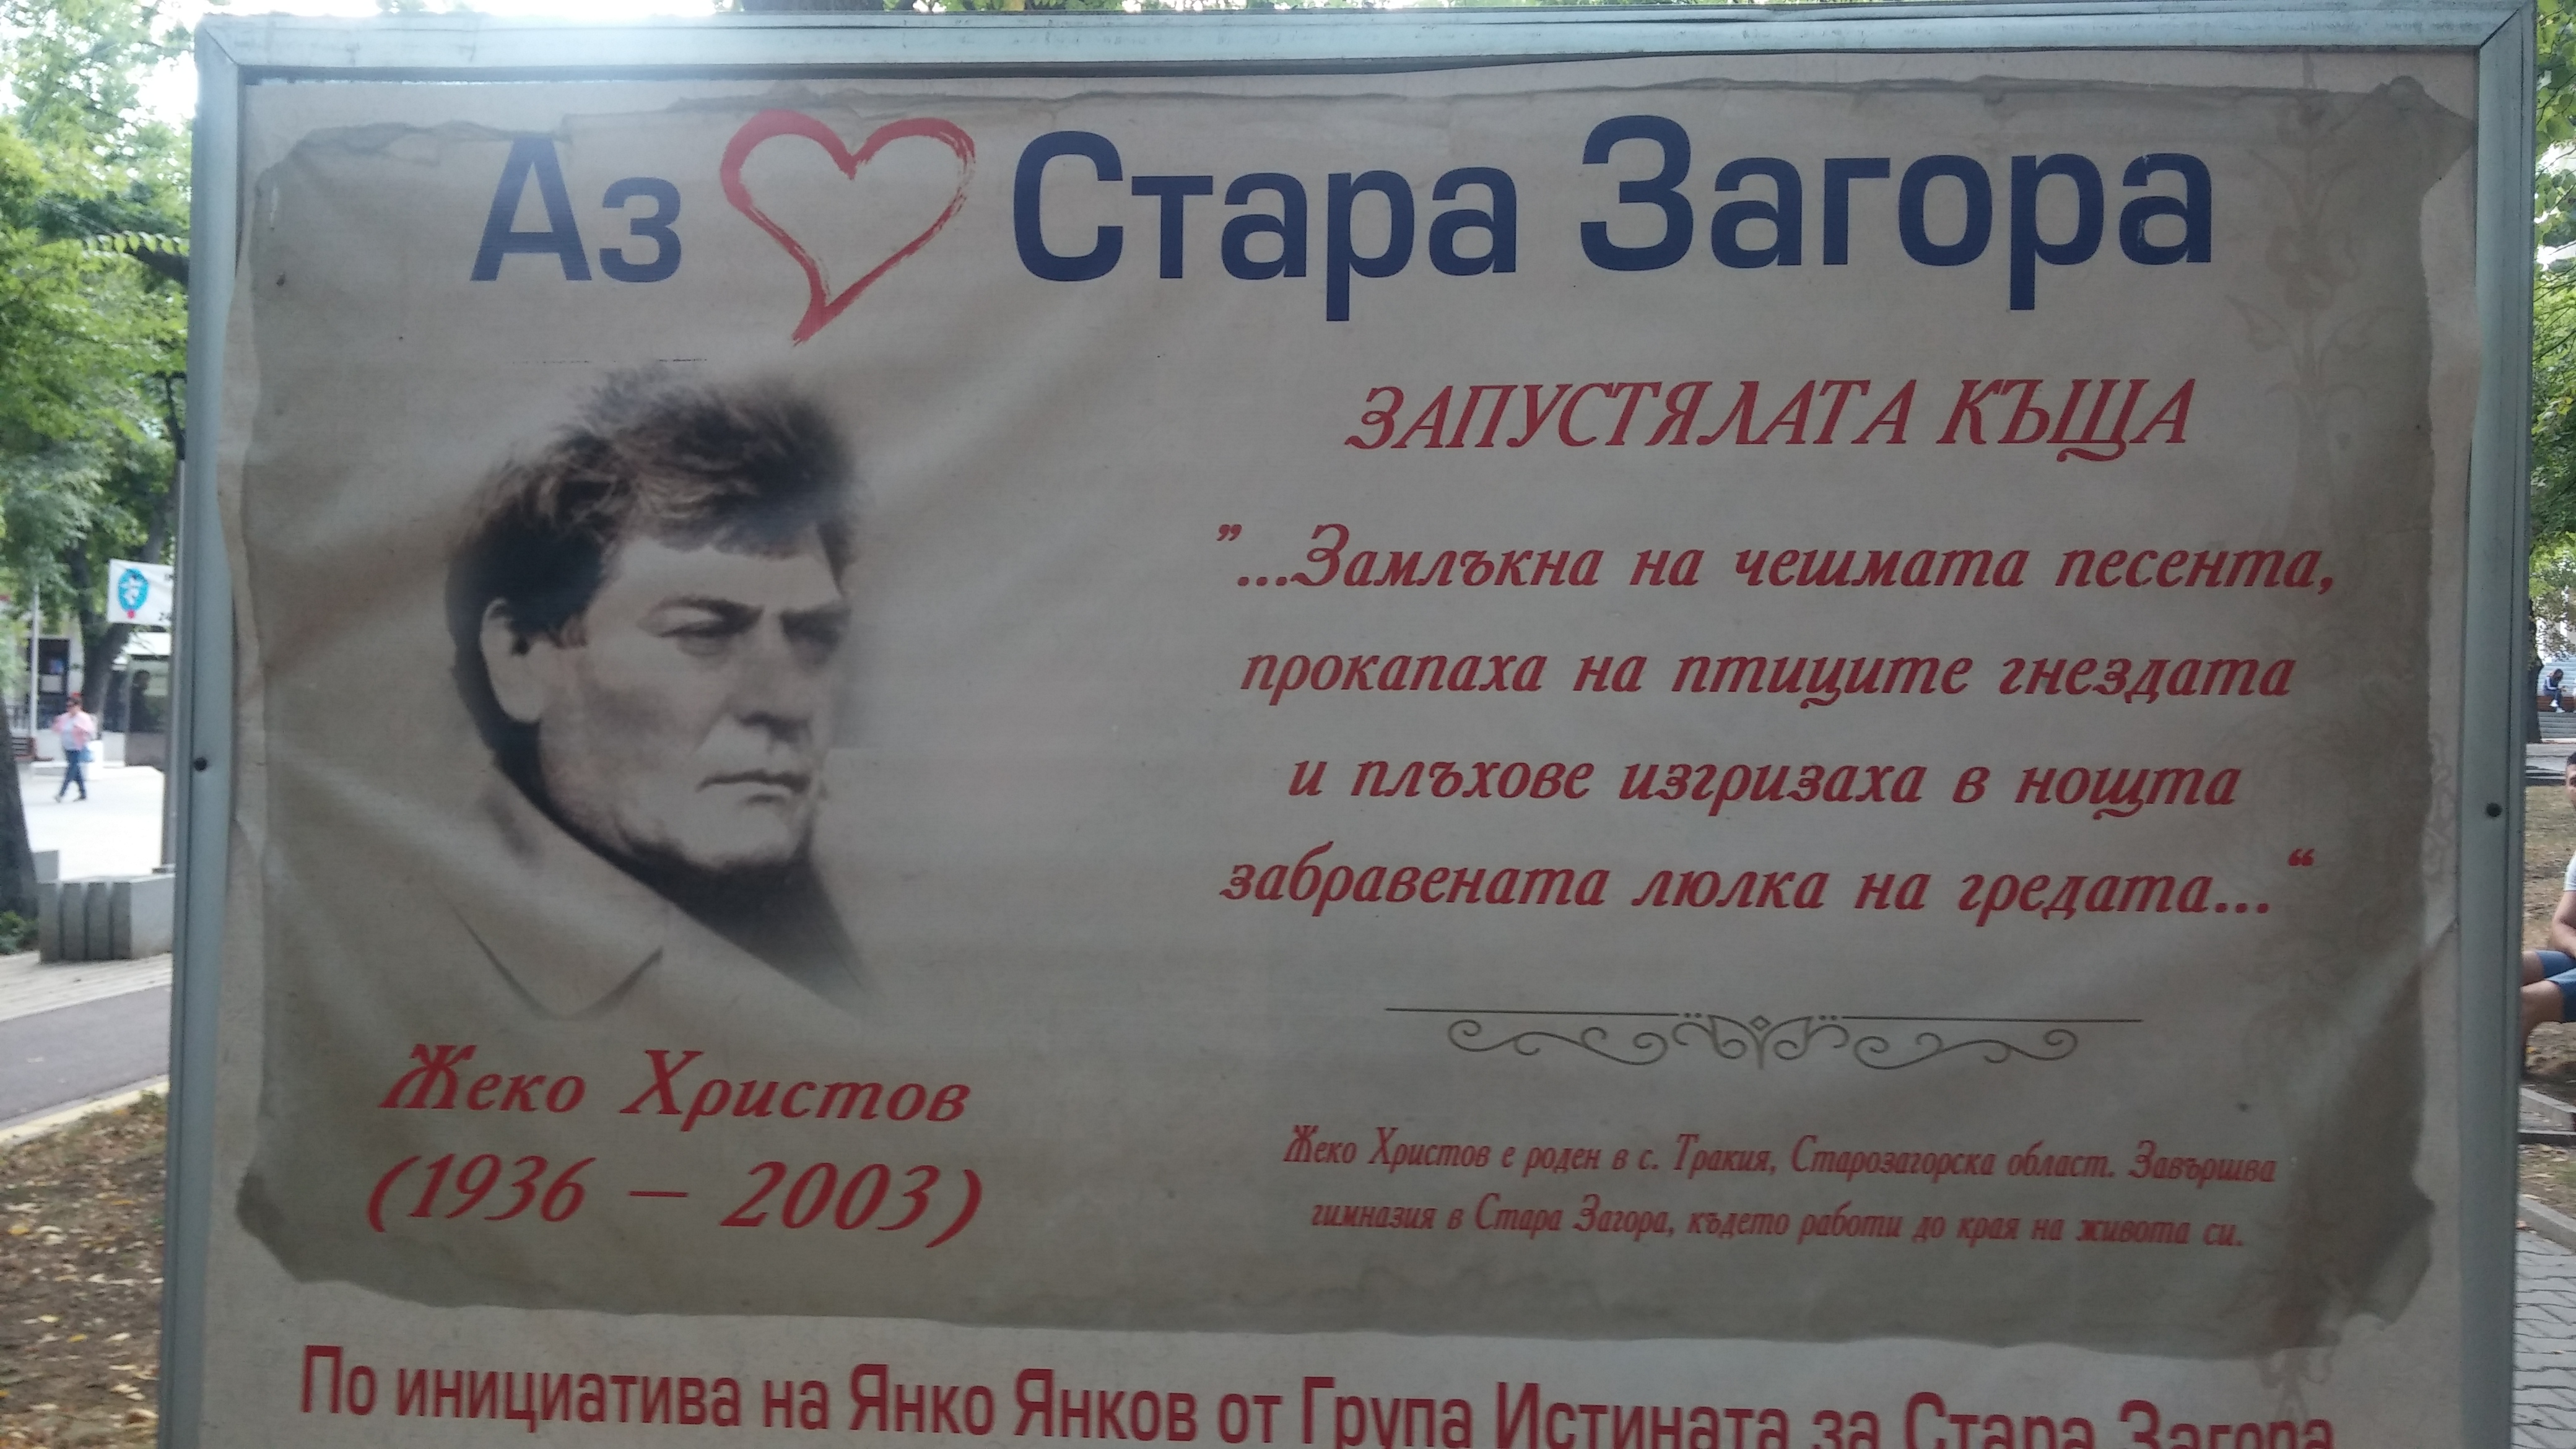 Аз Стара Загора
ЗАПУСТЯЛАТА КЪЩА
"...Замлъкна на чешмата песента,
прокапаха на птиците гнездата
и плъхове изгризаха в нощта
забравената люлка на гредата..."
Жеко Христов
(1936 – 2003)
Жеко Христов е роден в с. Тракия, Старозагорска област. Завършва
гимназия в Стара Загора, където работи до края на живота си.
По инициатива на Янко Янков от Група Истината за Стара Загора